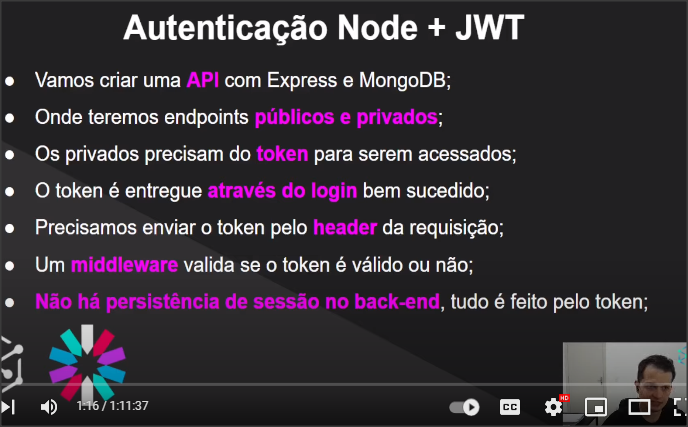 Autenticação Node + JWT
● Vamos criar uma API com Express e MongoDB;
● Onde teremos endpoints públicos e privados;
● Os privados precisam do token para serem acessados;
● O token é entregue através do login bem sucedido;
● Precisamos enviar o token pelo header da requisição;
● Um middleware valida se o token é válido ou não;
● Não há persistência de sessão no back-end, tudo é feito pelo token;
1:16 / 1:11:37 CC HD